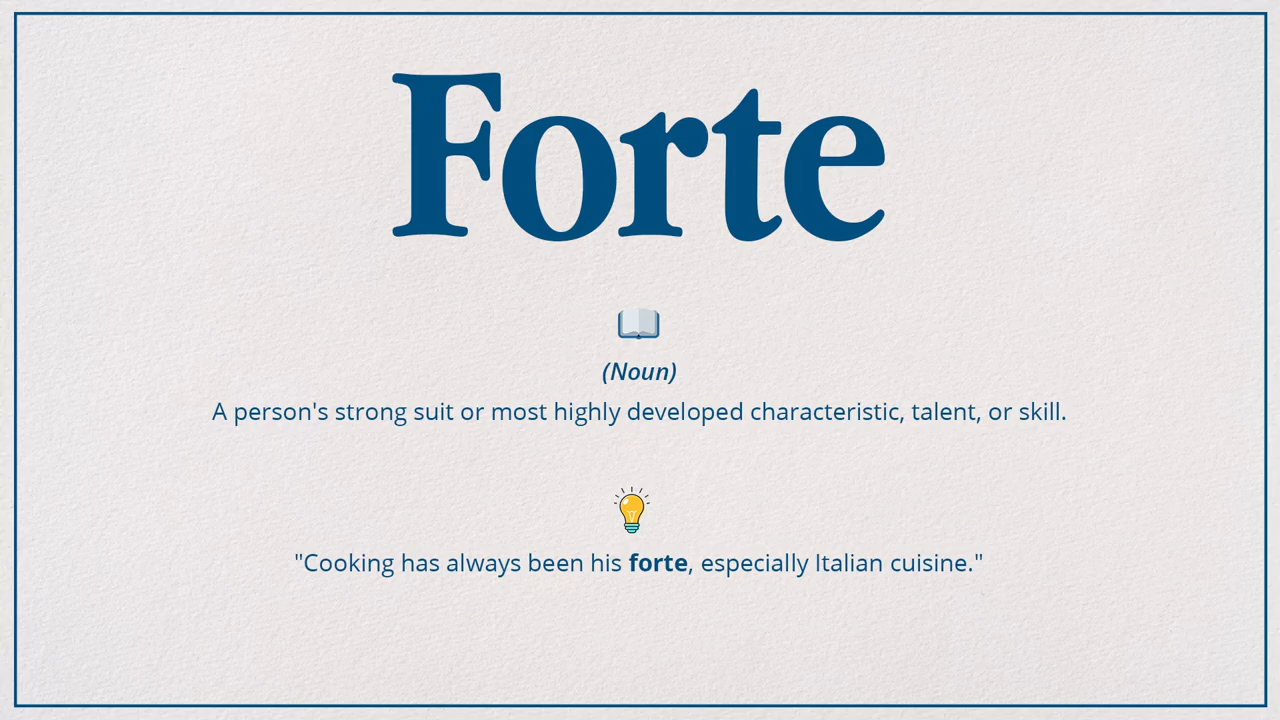 Forte
(Noun)
A person's strong suit or most highly developed characteristic, talent, or skill.
"Cooking has always been his forte, especially Italian cuisine."